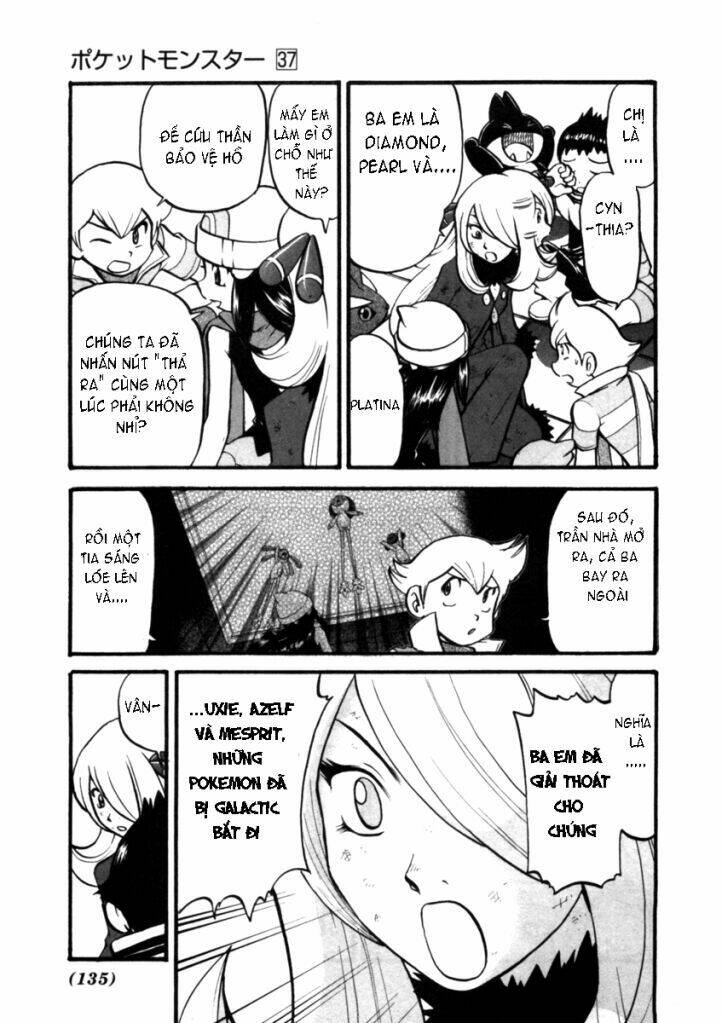 ポケットモンスター 37
CHỊ
LÀ
....
CYN
-THIA?
BA EM LÀ
DIAMOND,
PEARL VÀ....
PLATINA
MẤY EM
LÀM GÌ Ở
CHỖ NHƯ
THẾ
NÀY?
ĐỂ CỨU THẦN
BẢO VỆ HỒ
CHÚNG TA ĐÃ
NHẤN NÚT "THẢ
RA" CÙNG MỘT
LÚC PHẢI KHÔNG
NHỈ?
SAU ĐÓ,
TRẦN NHÀ MỞ
RA, CẢ BA
BAY RA
NGOÀI
RỒI MỘT
TIA SÁNG
LÓE LÊN
VÀ....
NGHĨA
LÀ
.....
BA EM ĐÃ
GIẢI THOÁT
CHO
CHÚNG
...UXIE, AZELF
VÀ MESPRIT,
NHỮNG
POKEMON ĐÃ
BỊ GALACTIC
BẮT ĐI
VÂN-
(135)